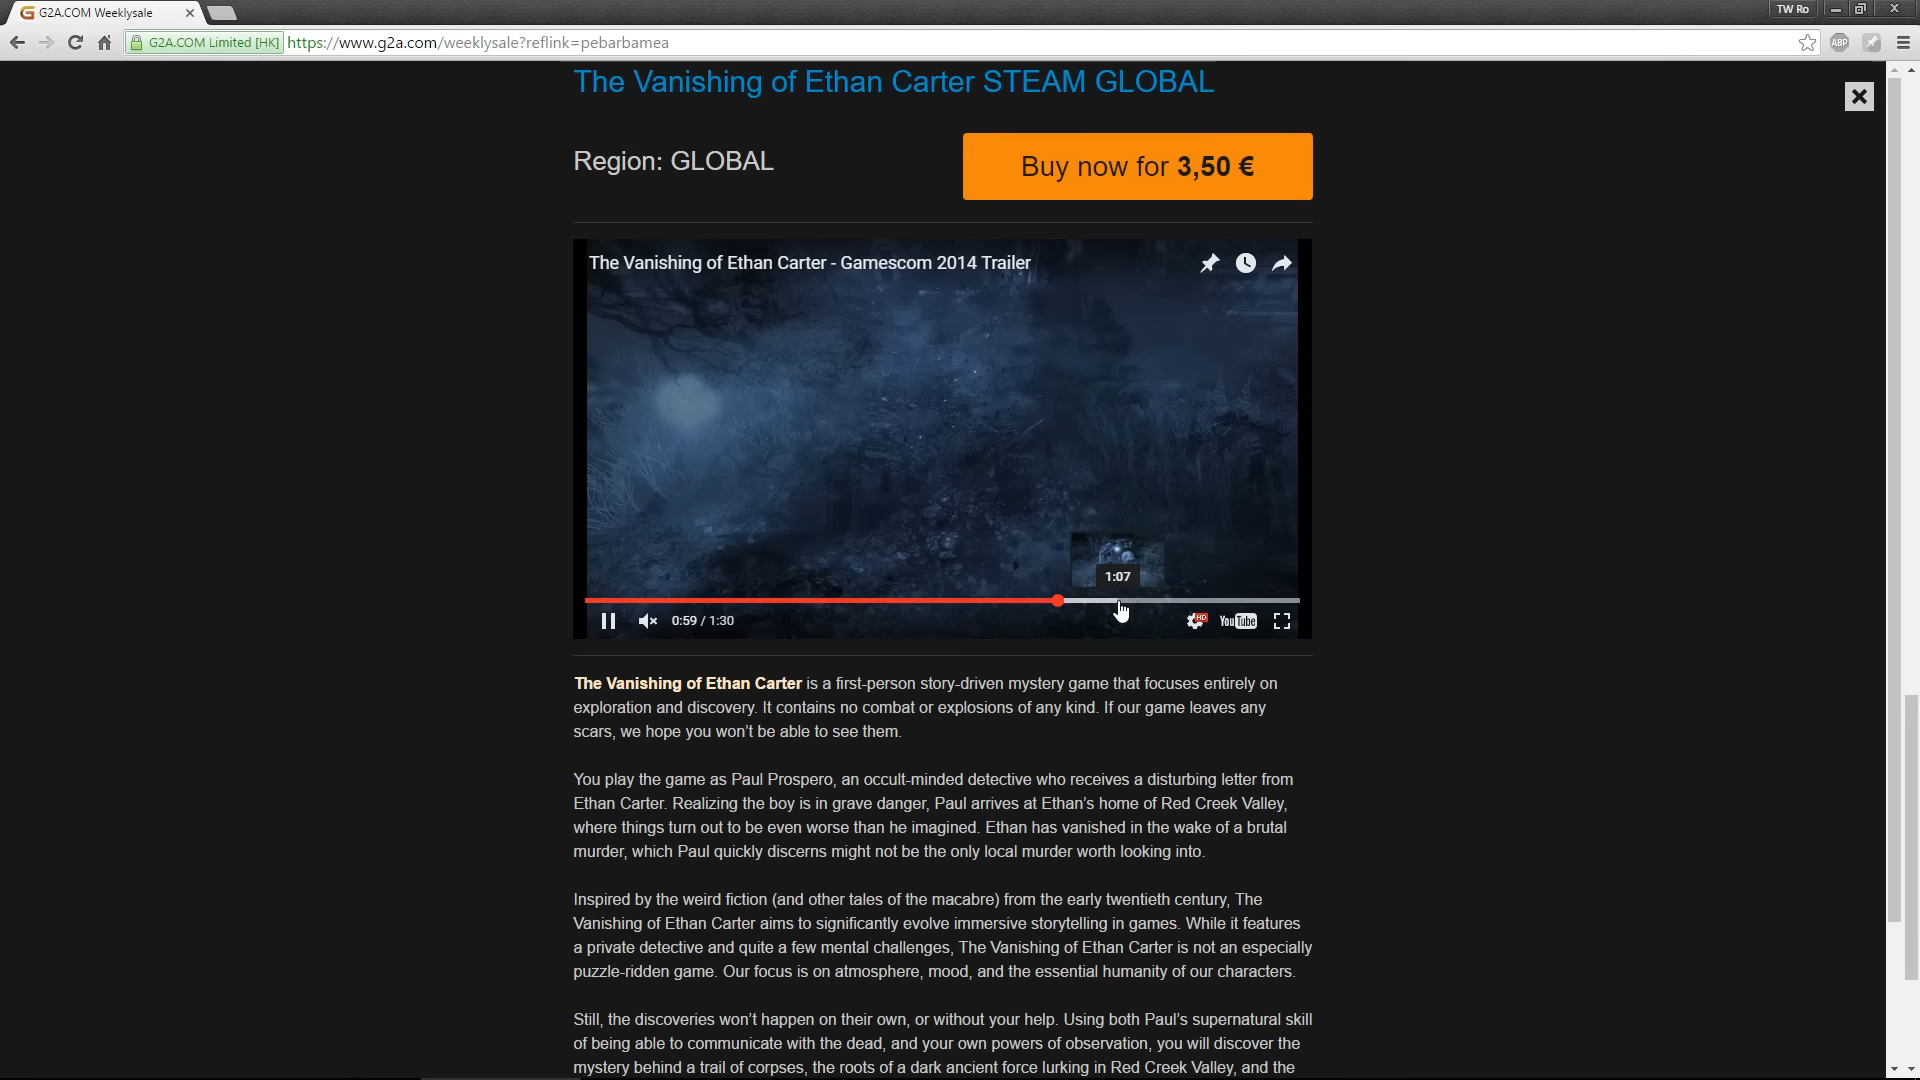 G2A.COM Weeklysale
TW Ro
G2A.COM Limited [HK] https://www.g2a.com/weeklysale?reflink=pebarbamea
ABP
The Vanishing of Ethan Carter STEAM GLOBAL
Region: GLOBAL
Buy now for 3,50 €
The Vanishing of Ethan Carter - Gamescom 2014 Trailer
1:07
0:59 / 1:30
HD
YouTube
The Vanishing of Ethan Carter is a first-person story-driven mystery game that focuses entirely on
exploration and discovery. It contains no combat or explosions of any kind. If our game leaves any
scars, we hope you won’t be able to see them.
You play the game as Paul Prospero, an occult-minded detective who receives a disturbing letter from
Ethan Carter. Realizing the boy is in grave danger, Paul arrives at Ethan’s home of Red Creek Valley,
where things turn out to be even worse than he imagined. Ethan has vanished in the wake of a brutal
murder, which Paul quickly discerns might not be the only local murder worth looking into.
Inspired by the weird fiction (and other tales of the macabre) from the early twentieth century, The
Vanishing of Ethan Carter aims to significantly evolve immersive storytelling in games. While it features
a private detective and quite a few mental challenges, The Vanishing of Ethan Carter is not an especially
puzzle-ridden game. Our focus is on atmosphere, mood, and the essential humanity of our characters.
Still, the discoveries won’t happen on their own, or without your help. Using both Paul’s supernatural skill
of being able to communicate with the dead, and your own powers of observation, you will discover the
mystery behind a trail of corpses, the roots of a dark ancient force lurking in Red Creek Valley, and the